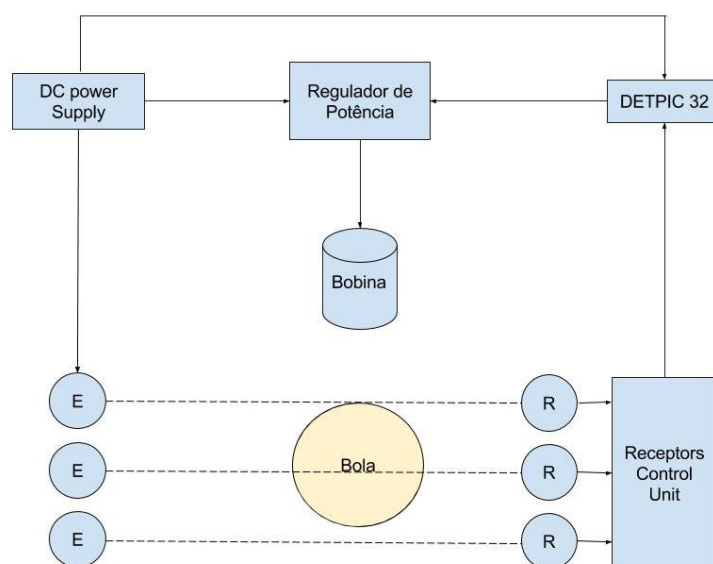 DC power
Supply
Regulador de
Potência
DETPIC 32
Bobina
E
R
Bola
E
R
Receptors
Control
Unit
E
R